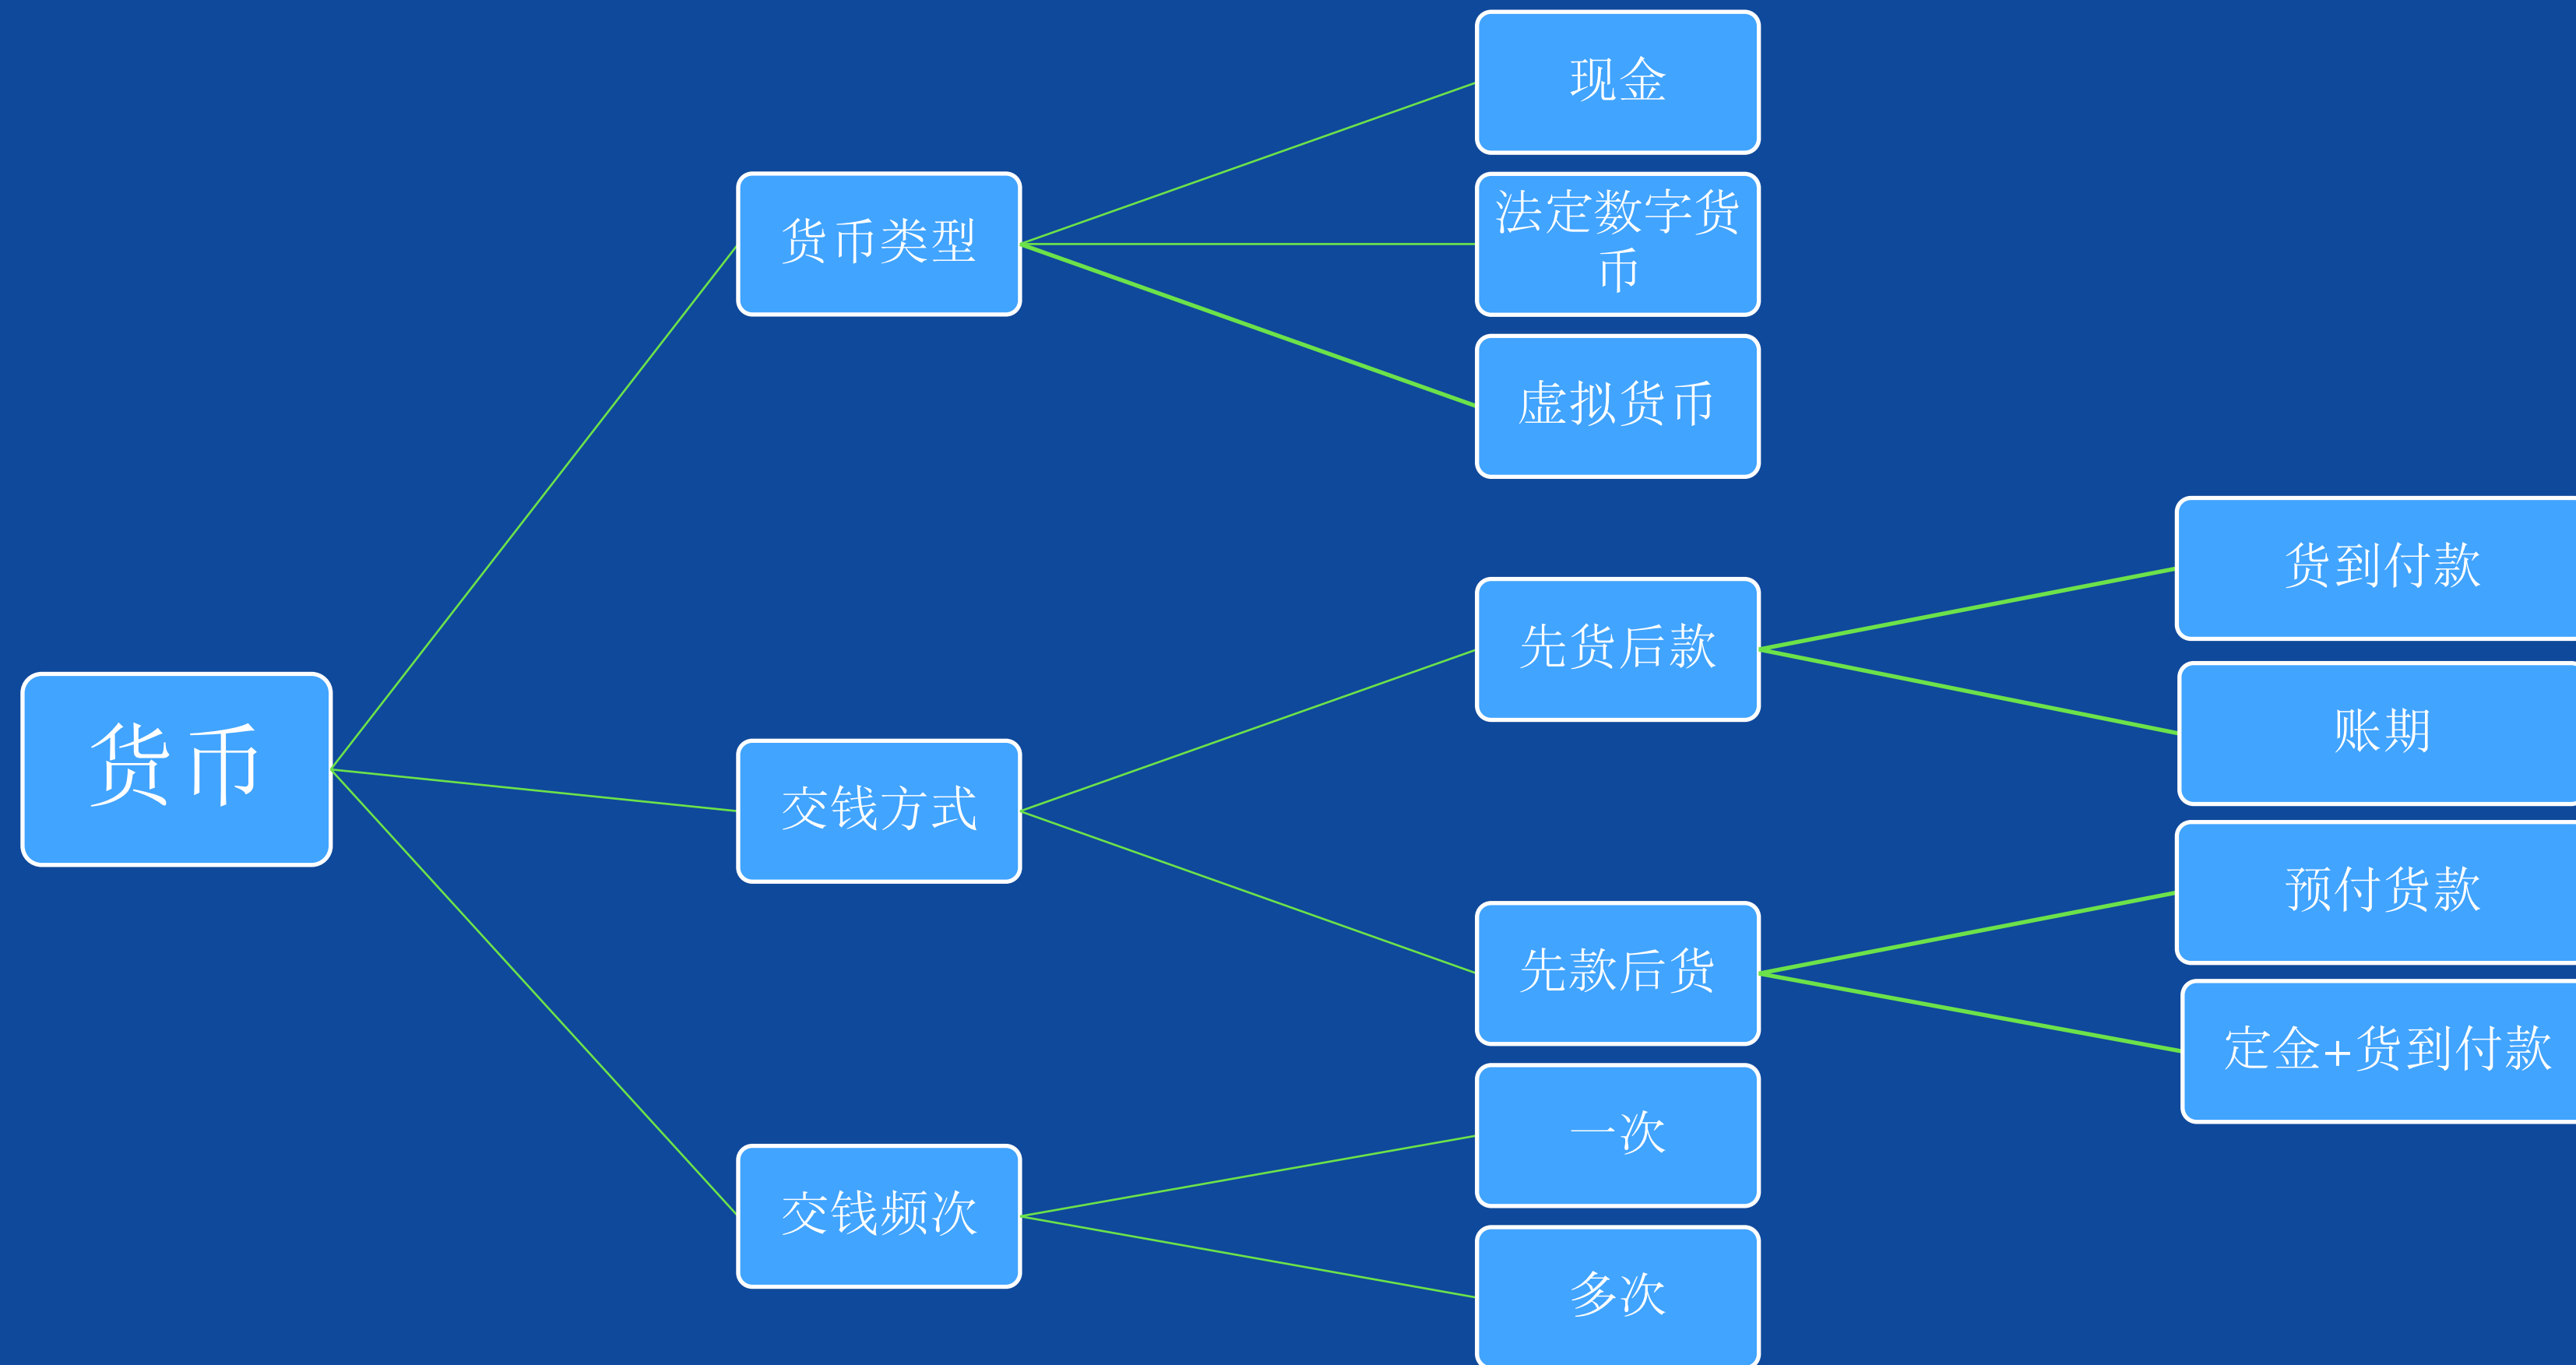 货币
货币类型
现金
法定数字货
币
虚拟货币
交钱方式
先货后款
货到付款
账期
先款后货
预付货款
定金+货到付款
交钱频次
一次
多次